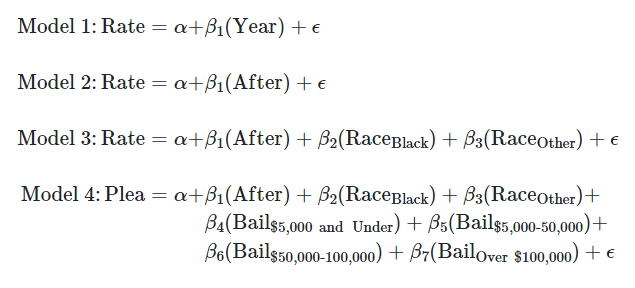 Model 1: Rate = α+β₁(Year) + ϵ
Model 2: Rate = α+β₁(After) + ϵ
Model 3: Rate = α+β₁(After) + β₂(Race_Black) + β₃(Race_Other) + ϵ
Model 4: Plea = α+β₁(After) + β₂(Race_Black) + β₃(Race_Other)+
β₄(Bail_$5,000 and Under) + β₅(Bail_$5,000-50,000)+
β₆(Bail_$50,000-100,000) + β₇(Bail_Over $100,000) + ϵ